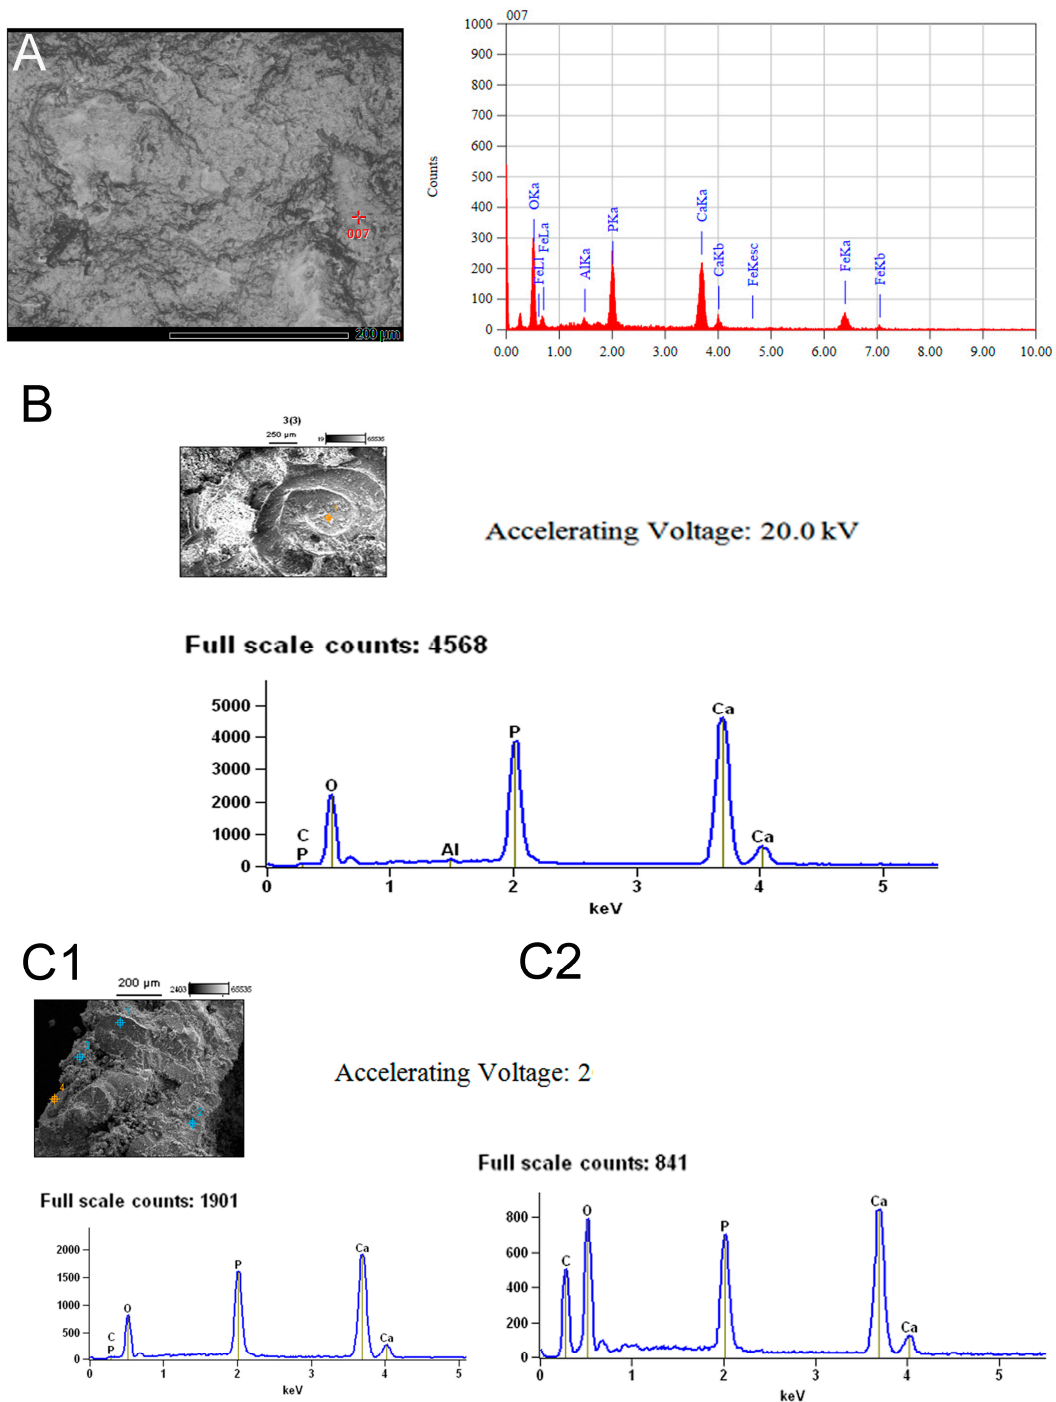 A
007
200 µm
007
Counts
1000
900
800
700
600
500
400
300
200
100
0
OKa
FeLl
FeLa
AlKa
PKa
CaKa
CaKb
FeKesc
FeKa
FeKb
0.00 1.00 2.00 3.00 4.00 5.00 6.00 7.00 8.00 9.00 10.00
B
3(3)
250 µm 19 65535
Accelerating Voltage: 20.0 kV
Full scale counts: 4568
5000
4000
3000
2000
1000
0
C
P
O
Al
P
Ca
Ca
0 1 2 3 4 5
keV
C1
200 µm 2403 65535
4
Full scale counts: 1901
2000
1500
1000
500
0
C
P
O
P
Ca
Ca
0 1 2 3 4 5
keV
C2
Accelerating Voltage: 2
Full scale counts: 841
800
600
400
200
0
C
O
P
Ca
Ca
0 1 2 3 4 5
keV